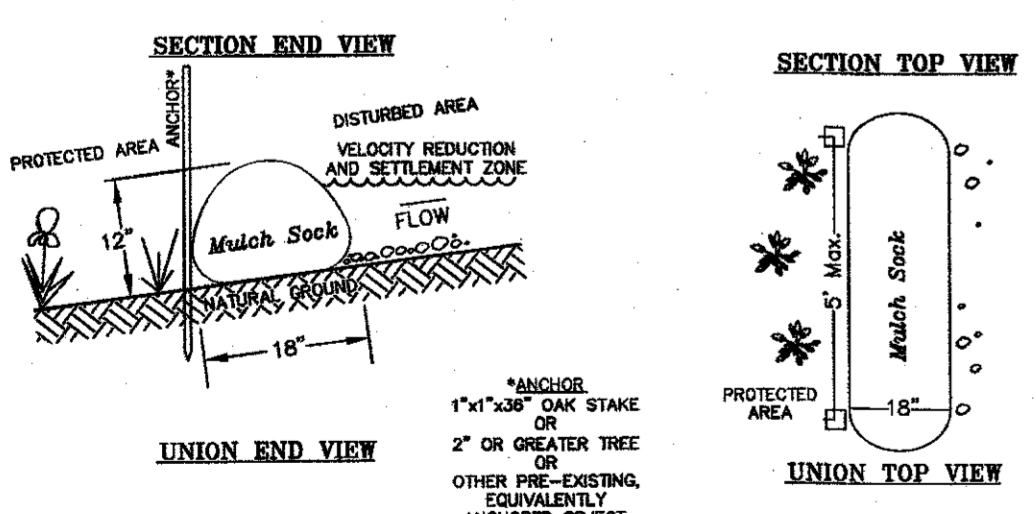 SECTION END VIEW
ANCHOR*
DISTURBED AREA
PROTECTED AREA
VELOCITY REDUCTION
AND SETTLEMENT ZONE
FLOW
12"
Mulch Sock
NATURAL GROUND
18"
*ANCHOR
1"x1"x36" OAK STAKE
OR
2" OR GREATER TREE
OR
OTHER PRE-EXISTING,
EQUIVALENTLY
ANCHORED OBJECT
UNION END VIEW
SECTION TOP VIEW
5' Max.
Mulch Sock
PROTECTED
AREA
18"
UNION TOP VIEW